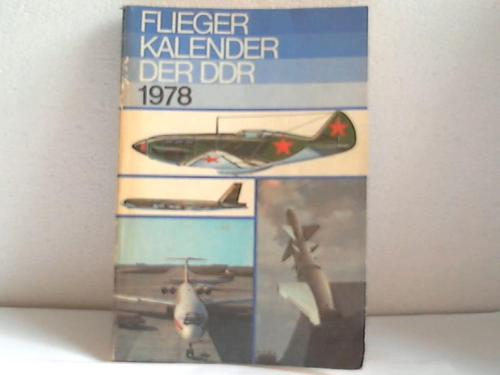 FLIEGER
KALENDER
DER DDR
1978